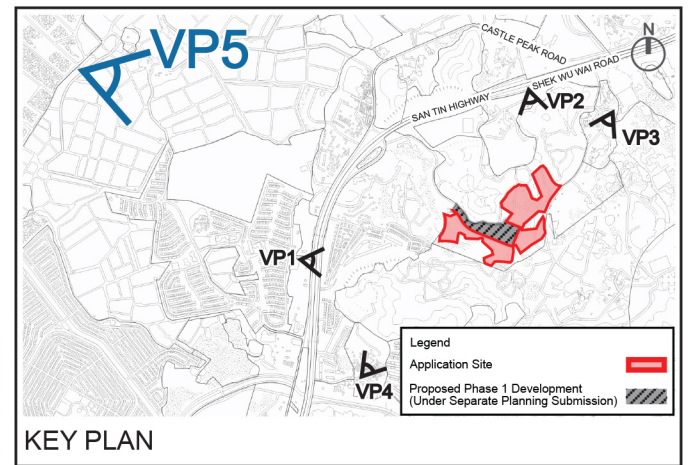 VP5
CASTLE PEAK ROAD
N
SHEK WU WAI ROAD
SAN TIN HIGHWAY
VP2
VP3
VP1
VP4
Legend
Application Site
Proposed Phase 1 Development
(Under Separate Planning Submission)
KEY PLAN